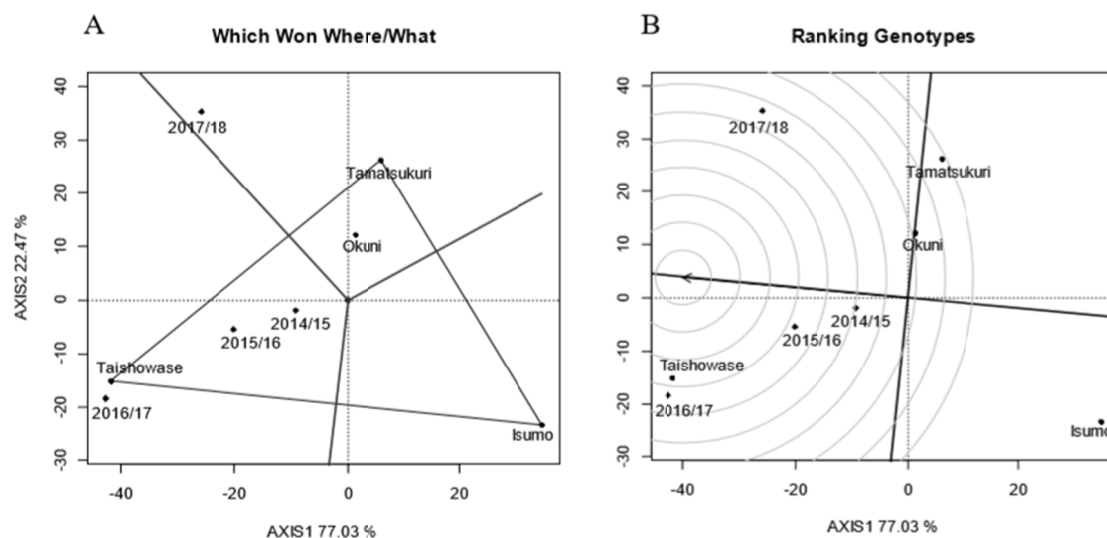 A
Which Won Where/What
AXIS2 22.47 %
40
30
20
10
0
-10
-20
-30
2017/18
Tamatsukuri
Okuni
2014/15
2015/16
Taishowase
2016/17
Isumo
-40
-20
0
20
AXIS1 77.03 %
B
Ranking Genotypes
40
30
20
10
0
-10
-20
-30
2017/18
Tamatsukuri
Okuni
2014/15
2015/16
Taishowase
2016/17
Isumo
-40
-20
0
20
AXIS1 77.03 %